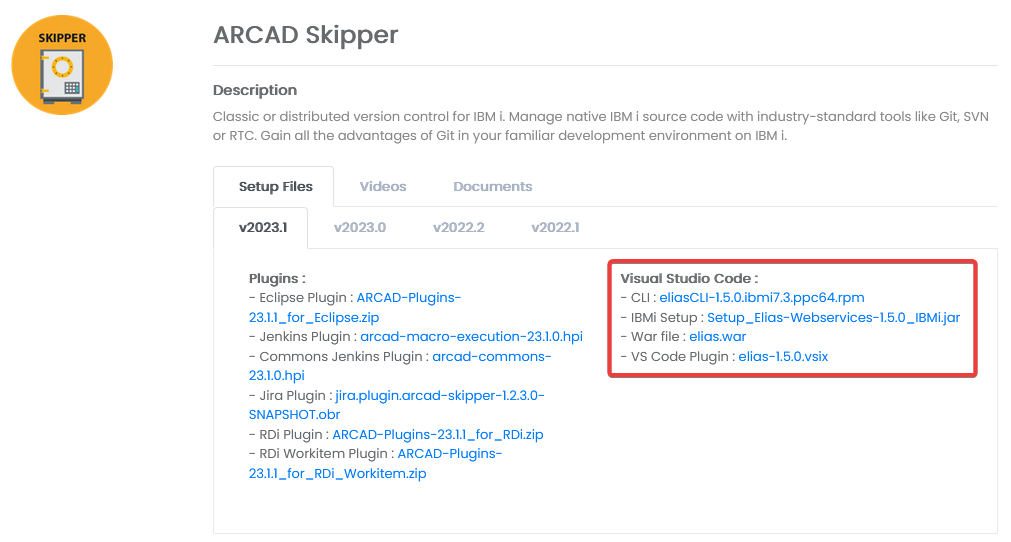 SKIPPER
ARCAD Skipper
Description
Classic or distributed version control for IBM i. Manage native IBM i source code with industry-standard tools like Git, SVN
or RTC. Gain all the advantages of Git in your familiar development environment on IBM i.
Setup Files Videos Documents
v2023.1 v2023.0 v2022.2 v2022.1
Plugins :
- Eclipse Plugin : ARCAD-Plugins-
23.1.1_for_Eclipse.zip
- Jenkins Plugin : arcad-macro-execution-23.1.0.hpi
- Commons Jenkins Plugin : arcad-commons-
23.1.0.hpi
- Jira Plugin : jira.plugin.arcad-skipper-1.2.3.0-
SNAPSHOT.obr
- RDi Plugin : ARCAD-Plugins-23.1.1_for_RDi.zip
- RDi Workitem Plugin : ARCAD-Plugins-
23.1.1_for_RDi_Workitem.zip
Visual Studio Code :
- CLI : eliasCLI-1.5.0.ibmi7.3.ppc64.rpm
- IBMi Setup : Setup_Elias-Webservices-1.5.0_IBMi.jar
- War file : elias.war
- VS Code Plugin : elias-1.5.0.vsix